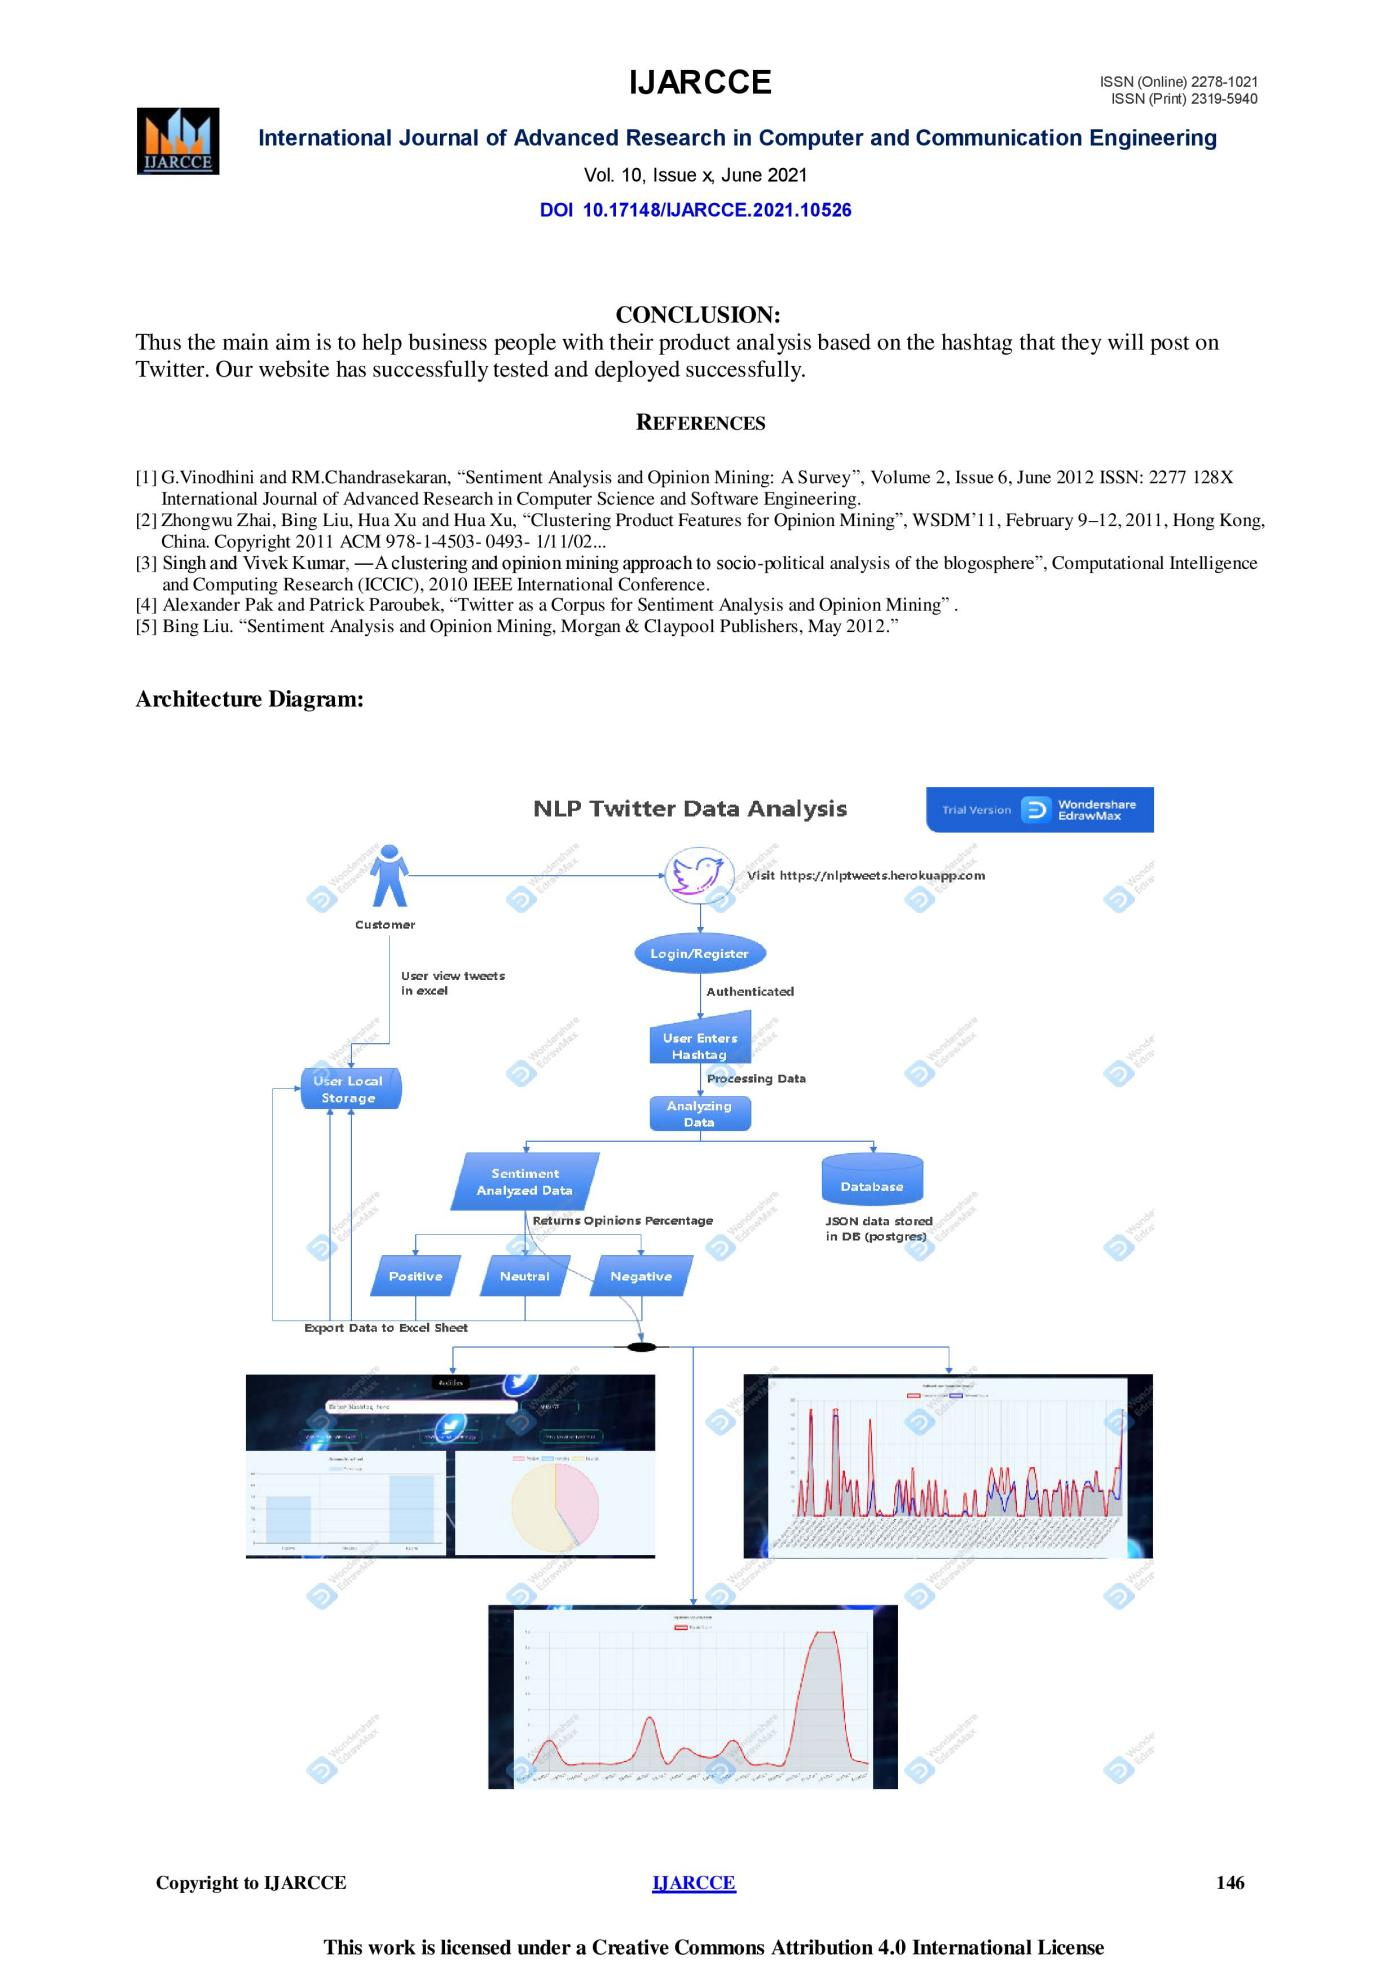 IJARCCE
ISSN (Online) 2278-1021
ISSN (Print) 2319-5940
IJARCCE
International Journal of Advanced Research in Computer and Communication Engineering
Vol. 10, Issue x, June 2021
DOI 10.17148/IJARCCE.2021.10526
CONCLUSION:
Thus the main aim is to help business people with their product analysis based on the hashtag that they will post on
Twitter. Our website has successfully tested and deployed successfully.
REFERENCES
[1] G.Vinodhini and RM.Chandrasekaran, “Sentiment Analysis and Opinion Mining: A Survey”, Volume 2, Issue 6, June 2012 ISSN: 2277 128X
International Journal of Advanced Research in Computer Science and Software Engineering.
[2] Zhongwu Zhai, Bing Liu, Hua Xu and Hua Xu, “Clustering Product Features for Opinion Mining”, WSDM’11, February 9–12, 2011, Hong Kong,
China. Copyright 2011 ACM 978-1-4503- 0493- 1/11/02...
[3] Singh and Vivek Kumar, ―A clustering and opinion mining approach to socio-political analysis of the blogosphere”, Computational Intelligence
and Computing Research (ICCIC), 2010 IEEE International Conference.
[4] Alexander Pak and Patrick Paroubek, “Twitter as a Corpus for Sentiment Analysis and Opinion Mining” .
[5] Bing Liu. “Sentiment Analysis and Opinion Mining, Morgan & Claypool Publishers, May 2012.”
Architecture Diagram:
NLP Twitter Data Analysis
Trial Version
Wondershare
EdrawMax
Visit https://nlptweets.herokuapp.com
Customer
Login/Register
User view tweets
in excel
Authenticated
User Enters
Hashtag
Processing Data
User Local
Storage
Analyzing
Data
Sentiment
Analyzed Data
Database
Returns Opinions Percentage
JSON data stored
in DB (postgres)
Positive
Neutral
Negative
Export Data to Excel Sheet
Enter Hashtag here
Copyright to IJARCCE
IJARCCE
146
This work is licensed under a Creative Commons Attribution 4.0 International License